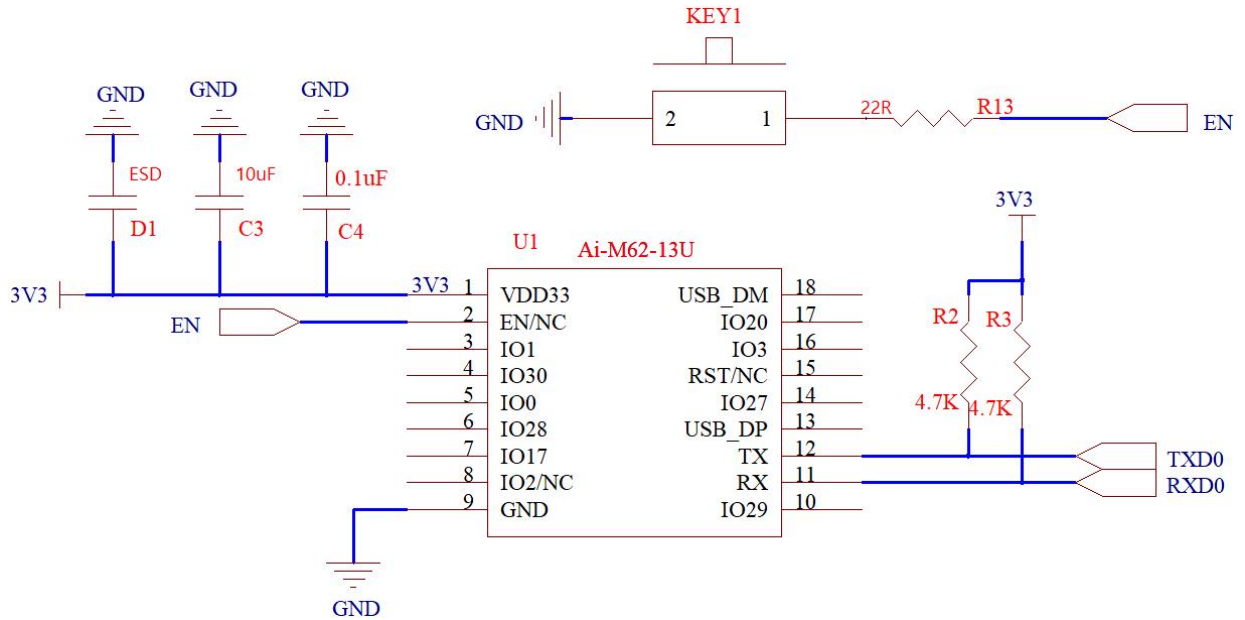 KEY1
GND
GND
GND
GND
2
1
22R
R13
EN
ESD
10uF
0.1uF
D1
C3
C4
3V3
U1
Ai-M62-13U
3V3
3V3
EN
1 VDD33
2 EN/NC
3 IO1
4 IO30
5 IO0
6 IO28
7 IO17
8 IO2/NC
9 GND
USB_DM 18
IO20 17
IO3 16
RST/NC 15
IO27 14
USB_DP 13
TX 12
RX 11
IO29 10
R2
R3
4.7K
4.7K
TXD0
RXD0
GND